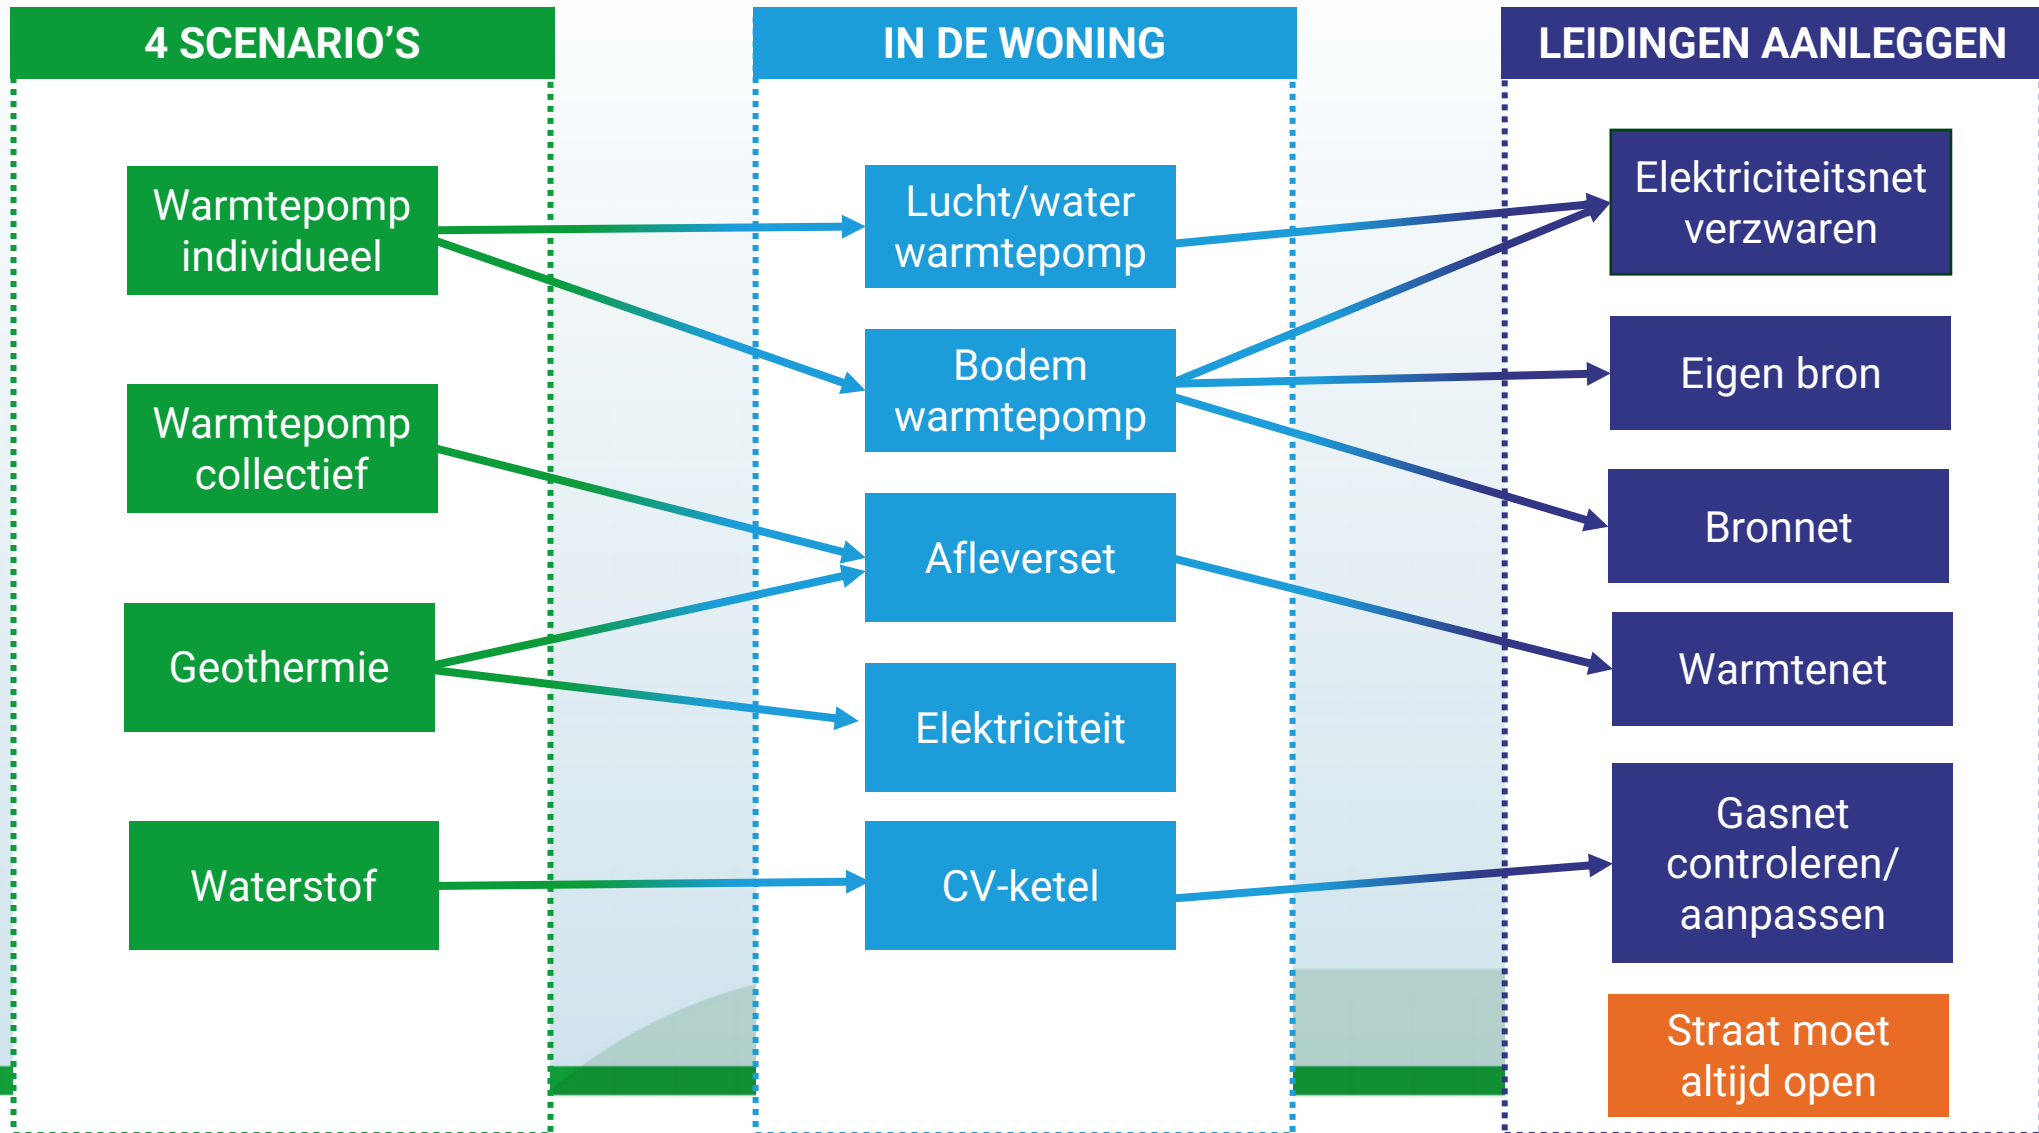 4 SCENARIO’S
Warmtepomp
individueel
Warmtepomp
collectief
Geothermie
Waterstof
IN DE WONING
Lucht/water
warmtepomp
Bodem
warmtepomp
Afleverset
Elektriciteit
CV-ketel
LEIDINGEN AANLEGGEN
Elektriciteitsnet
verzwaren
Eigen bron
Bronnet
Warmtenet
Gasnet
controleren/
aanpassen
Straat moet
altijd open